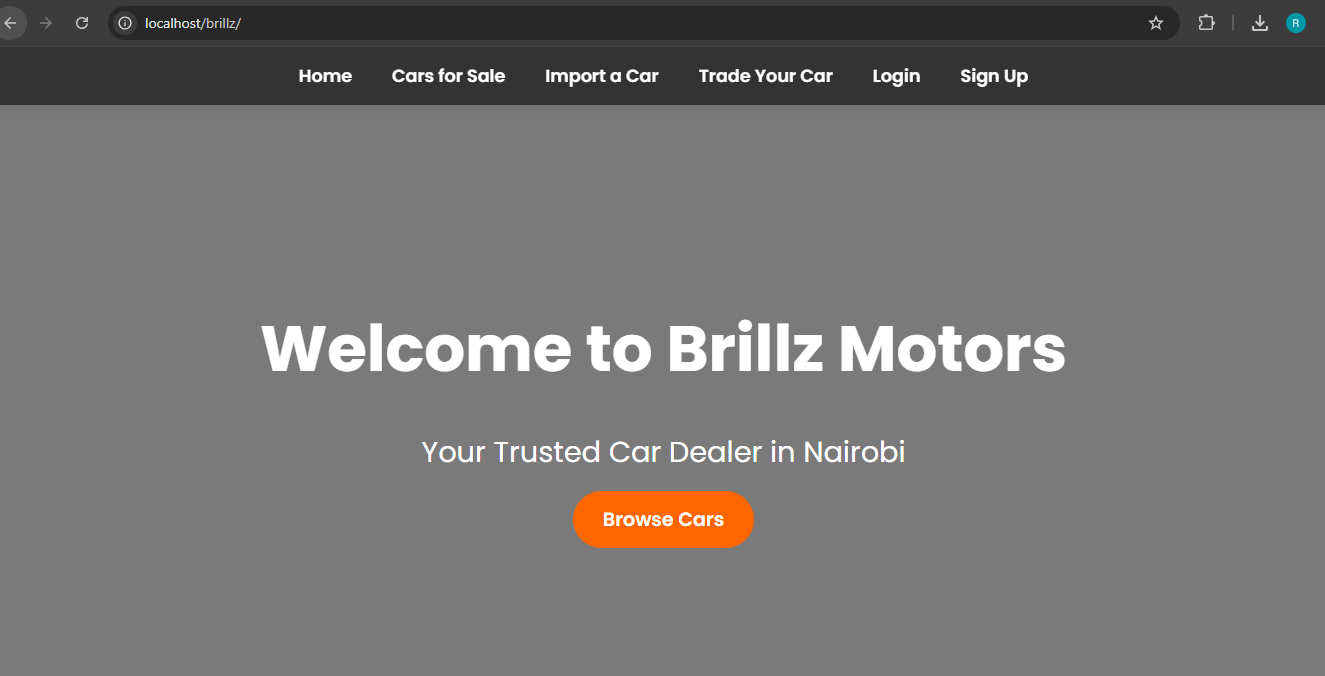 localhost/brillz/
R
Home Cars for Sale Import a Car Trade Your Car Login Sign Up
Welcome to Brillz Motors
Your Trusted Car Dealer in Nairobi
Browse Cars